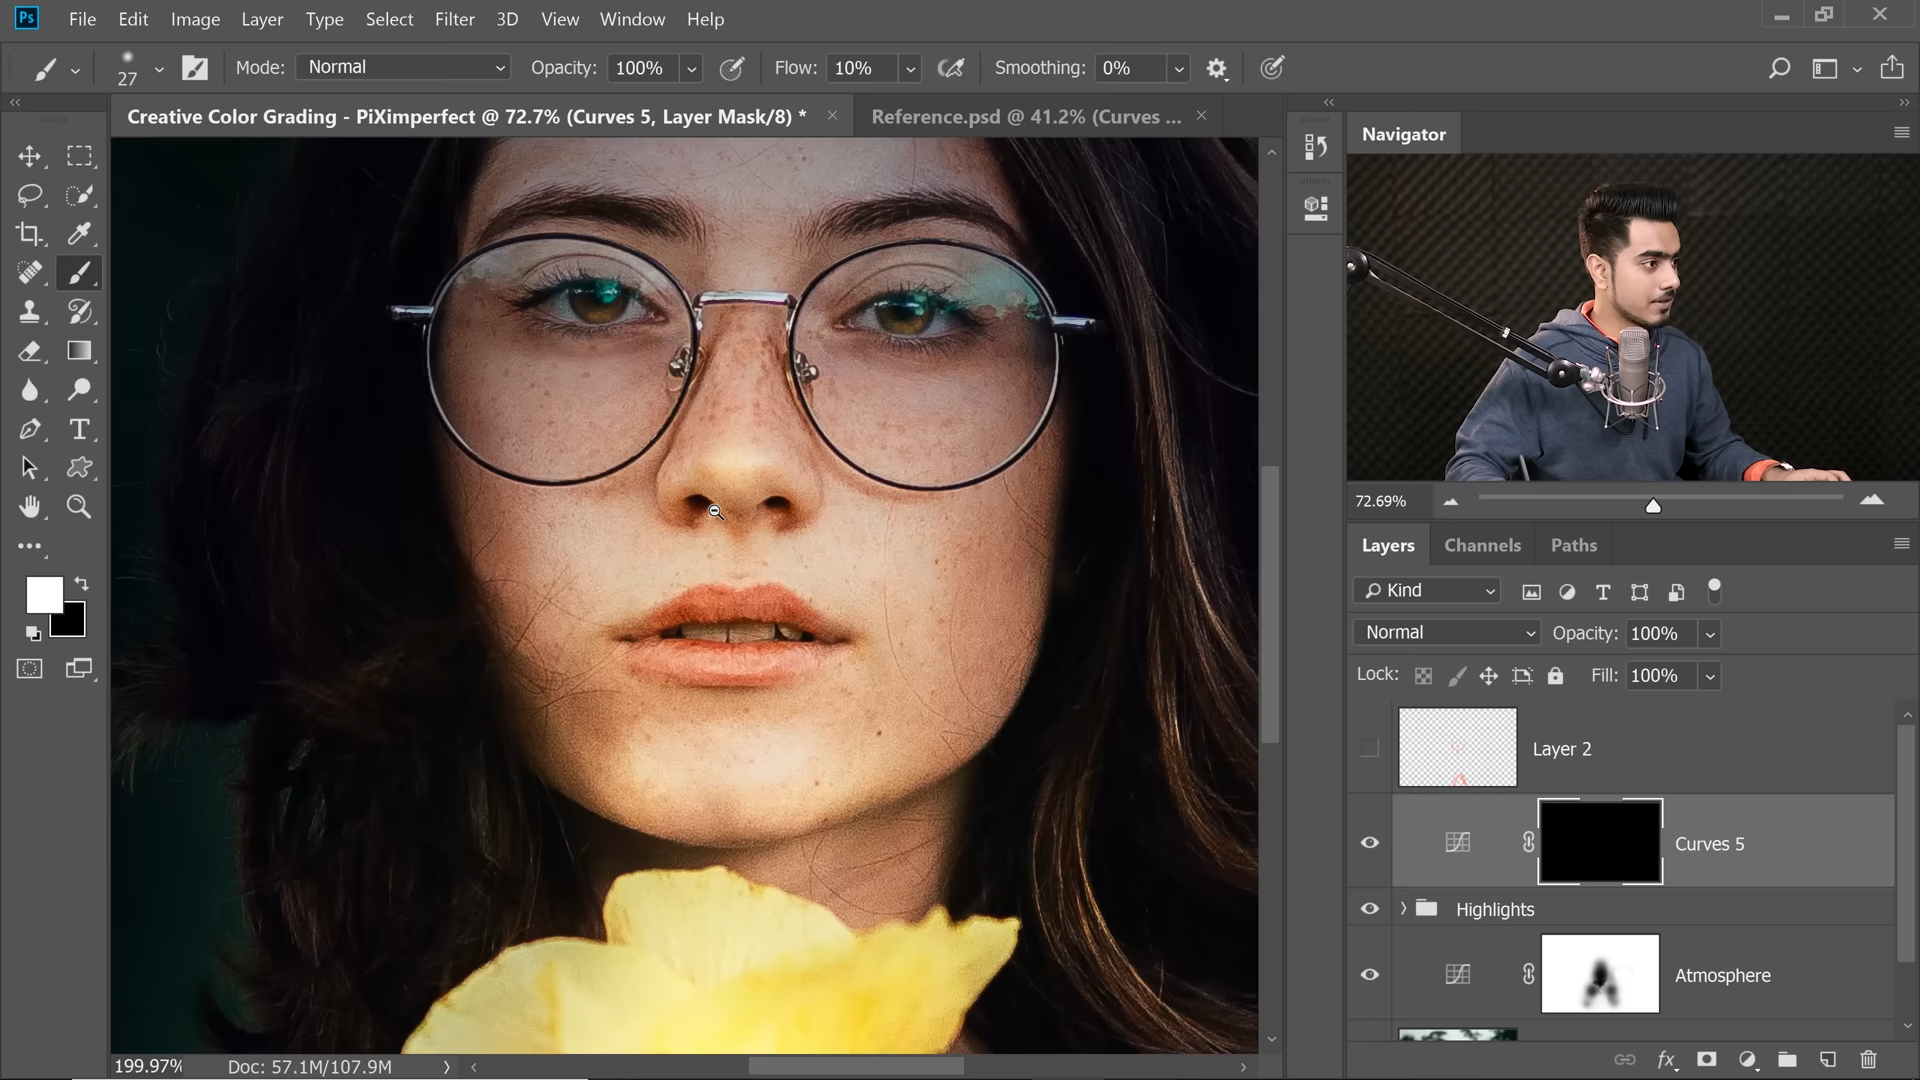 Ps File Edit Image Layer Type Select Filter 3D View Window Help
27 Mode: Normal Opacity: 100% Flow: 10% Smoothing: 0%
Creative Color Grading - PiXimperfect @ 72.7% (Curves 5, Layer Mask/8) * Reference.psd @ 41.2% (Curves ...
Navigator
72.69%
Layers Channels Paths
Kind
Normal Opacity: 100%
Lock: Fill: 100%
Layer 2
Curves 5
Highlights
Atmosphere
199.97% Doc: 57.1M/107.9M
fx